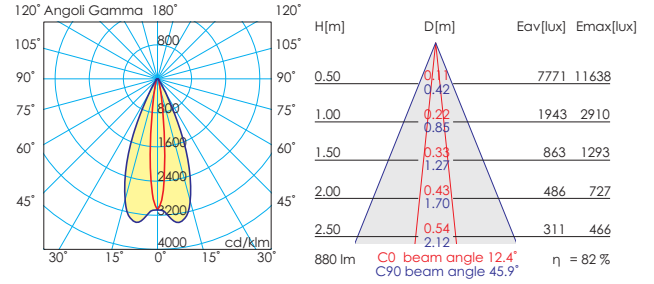 120° Angoli Gamma 180° 120°
105° 800 105°
90° 90°
75° 800 75°
60° 1600 60°
2400
45° 3200 45°
4000 cd/klm
30° 15° 0° 15° 30°
H[m] D[m] Eav[lux] Emax[lux]
0.50 0.11 7771 11638
0.42
1.00 0.22 1943 2910
0.85
1.50 0.33 863 1293
1.27
2.00 0.43 486 727
1.70
2.50 0.54 311 466
2.12
880 lm C0 beam angle 12.4° η = 82 %
C90 beam angle 45.9°